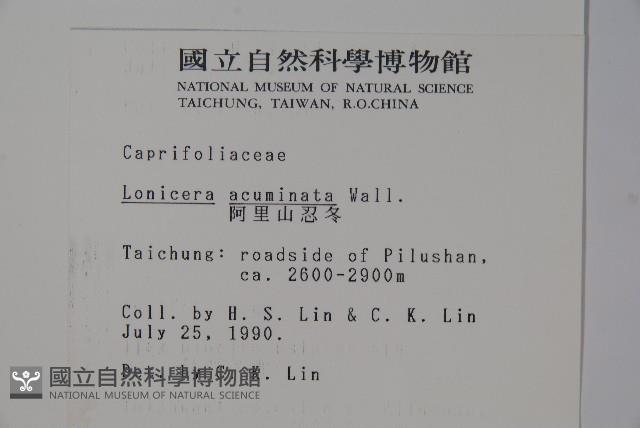 國立自然科學博物館
NATIONAL MUSEUM OF NATURAL SCIENCE
TAICHUNG, TAIWAN, R.O.CHINA
Caprifoliaceae
Lonicera acuminata Wall.
阿里山忍冬
Taichung: roadside of Pilushan,
ca. 2600-2900m
Coll. by H. S. Lin & C. K. Lin
July 25, 1990.
K. Lin
國立自然科學博物館
NATIONAL MUSEUM OF NATURAL SCIENCE